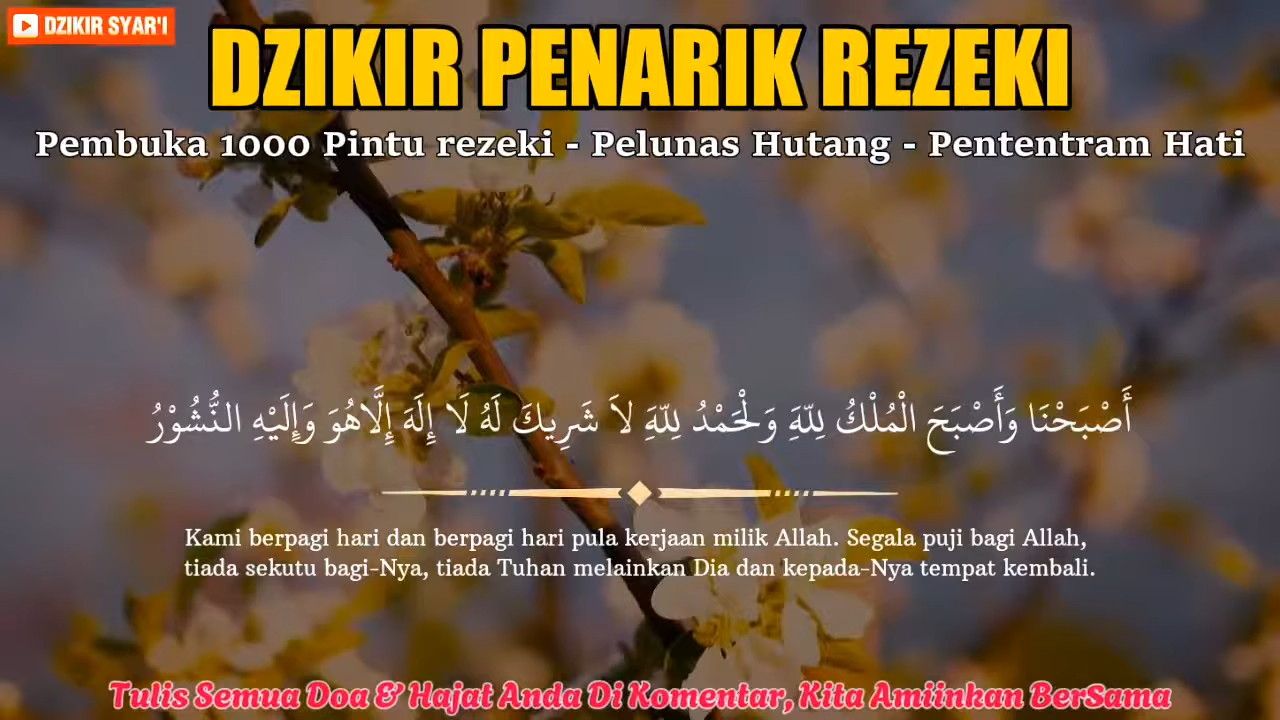 DZIKIR SYAR'I
DZIKIR PENARIK REZEKI
Pembuka 1000 Pintu rezeki - Pelunas Hutang - Pententram Hati
أَصْبَحْنَا وَأَصْبَحَ الْمُلْكُ لِلّهَِ وَلْحَمْدُ لِلّهَِ لاَ شَرِيكَ لَهُ لَا إِلَهَ إِلَّاهُوَ وَإِلَيْهِ النُّشُوْرُ
Kami berpagi hari dan berpagi hari pula kerjaan milik Allah. Segala puji bagi Allah,
tiada sekutu bagi-Nya, tiada Tuhan melainkan Dia dan kepada-Nya tempat kembali.
Tulis Semua Doa & Hajat Anda Di Komentar, Kita Amiinkan BerSama